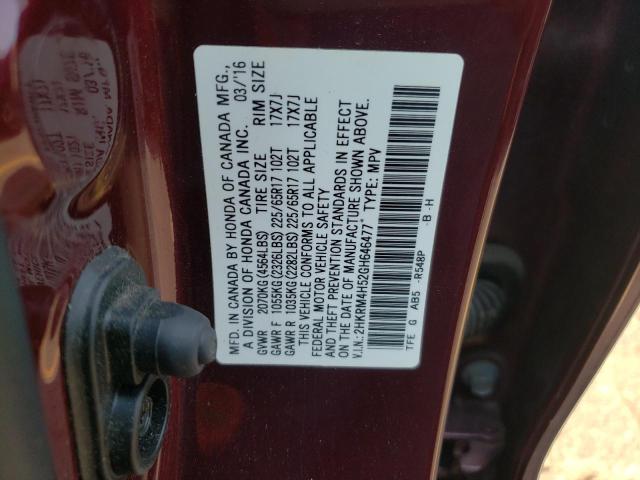 MFD. IN CANADA BY HONDA OF CANADA MFG.,
A DIVISION OF HONDA CANADA INC. 03/'16
GVWR 2070KG (4564LBS) TIRE SIZE RIM SIZE
GAWR F 1055KG (2326LBS) 225/65R17 102T 17X7J
GAWR R 1035KG (2282LBS) 225/65R17 102T 17X7J
THIS VEHICLE CONFORMS TO ALL APPLICABLE
FEDERAL MOTOR VEHICLE SAFETY
AND THEFT PREVENTION STANDARDS IN EFFECT
ON THE DATE OF MANUFACTURE SHOWN ABOVE.
V.I.N.: 2HKRM4H52GH646477* TYPE: MPV
TFE G AB5 -R548P -B -H